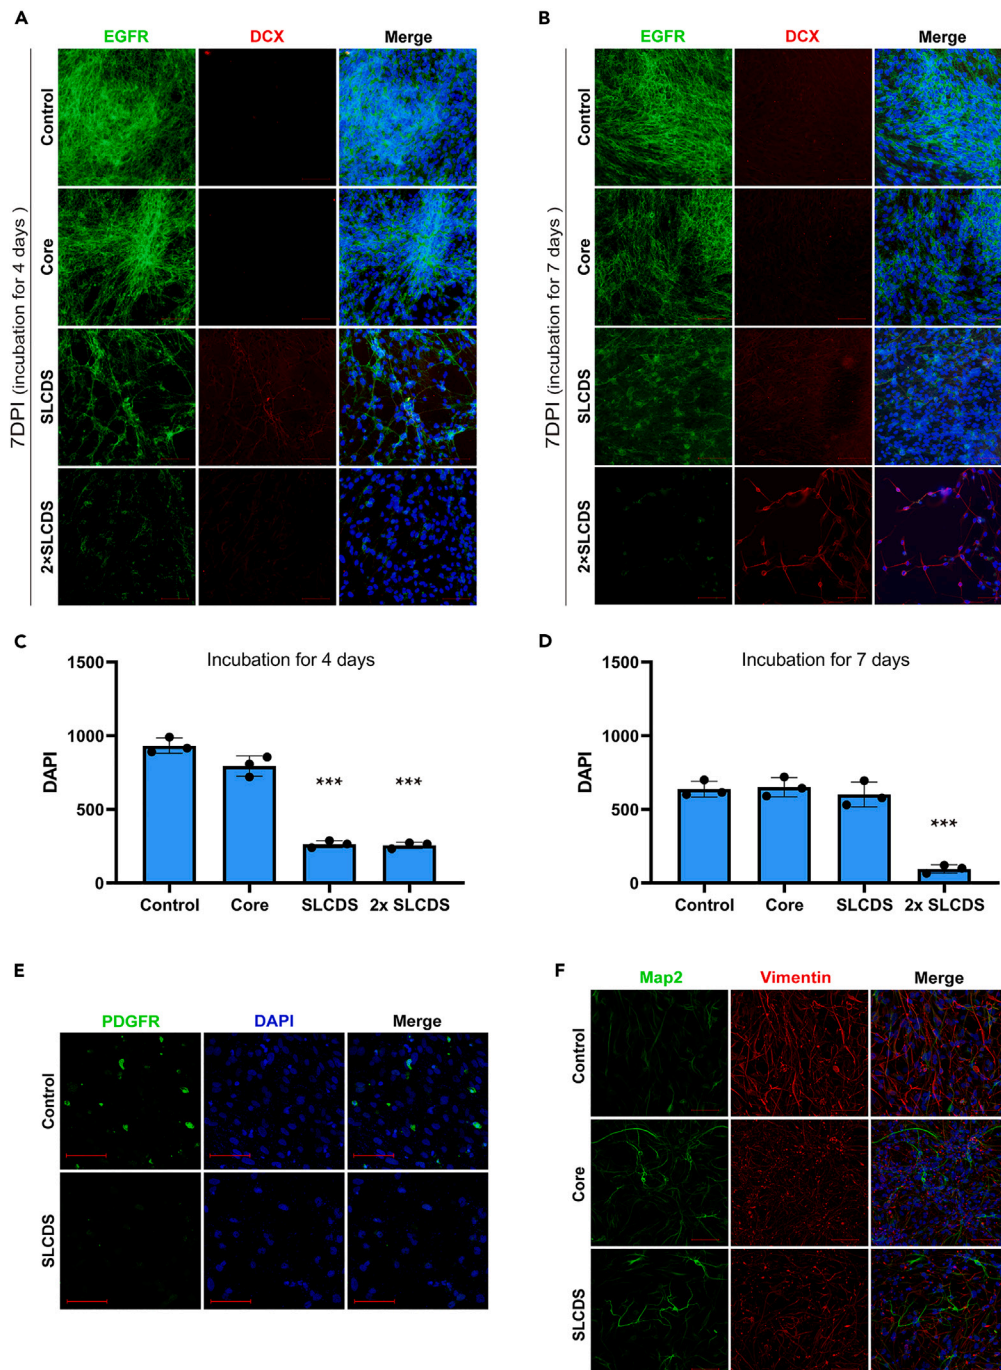 A
EGFR DCX Merge
7DPI (incubation for 4 days )
Control
Core
SLCDS
2×SLCDS
B
EGFR DCX Merge
7DPI (incubation for 7 days )
Control
Core
SLCDS
2×SLCDS
C
Incubation for 4 days
DAPI
1500
1000
500
0
*** ***
Control Core SLCDS 2x SLCDS
D
Incubation for 7 days
DAPI
1500
1000
500
0
***
Control Core SLCDS 2x SLCDS
E
PDGFR DAPI Merge
Control
SLCDS
F
Map2 Vimentin Merge
Control
Core
SLCDS